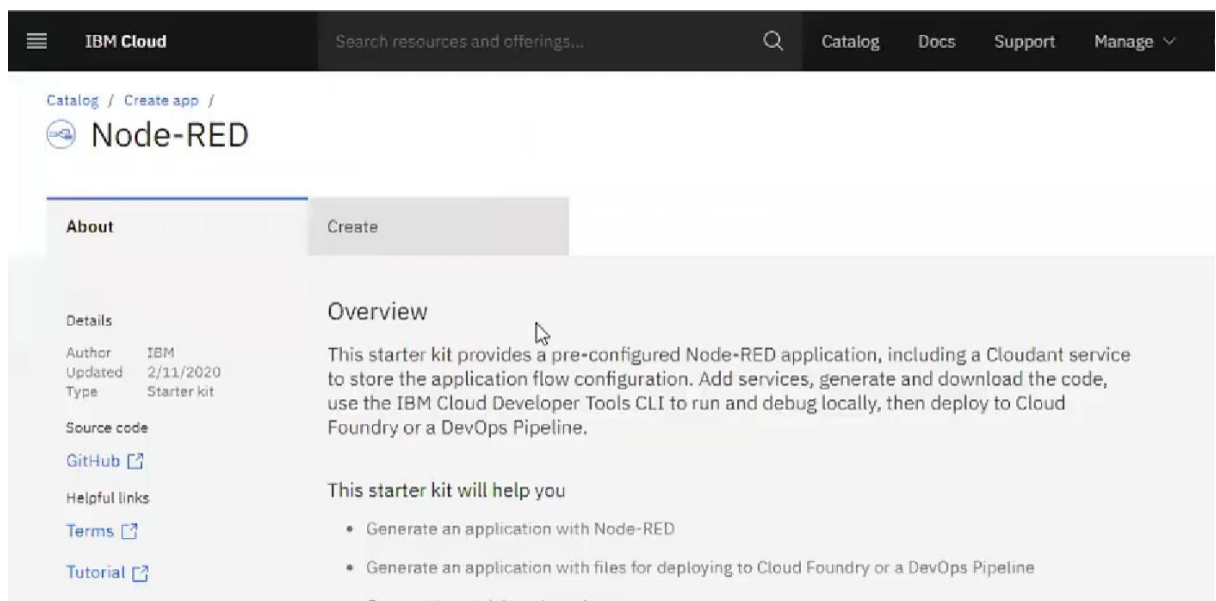 IBM Cloud
Search resources and offerings...
Catalog
Docs
Support
Manage
Catalog / Create app /
Node-RED
About
Create
Details
Author IBM
Updated 2/11/2020
Type Starter kit
Source code
GitHub
Helpful links
Terms
Tutorial
Overview
This starter kit provides a pre-configured Node-RED application, including a Cloudant service
to store the application flow configuration. Add services, generate and download the code,
use the IBM Cloud Developer Tools CLI to run and debug locally, then deploy to Cloud
Foundry or a DevOps Pipeline.
This starter kit will help you
• Generate an application with Node-RED
• Generate an application with files for deploying to Cloud Foundry or a DevOps Pipeline